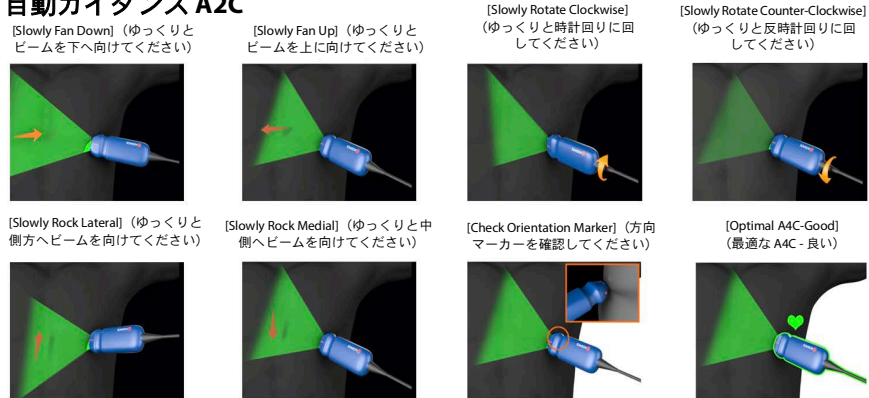 自動ガイダンス A2C
[Slowly Fan Down]（ゆっくりと
ビームを下へ向けてください）
[Slowly Fan Up]（ゆっくりと
ビームを上に向けてください）
[Slowly Rotate Clockwise]
（ゆっくりと時計回りに回
してください）
[Slowly Rotate Counter-Clockwise]
（ゆっくりと反時計回りに回
してください）
[Slowly Rock Lateral]（ゆっくりと
側方へビームを向けてください）
[Slowly Rock Medial]（ゆっくりと中
側へビームを向けてください）
[Check Orientation Marker]（方向
マーカーを確認してください）
[Optimal A4C-Good]
（最適な A4C - 良い）